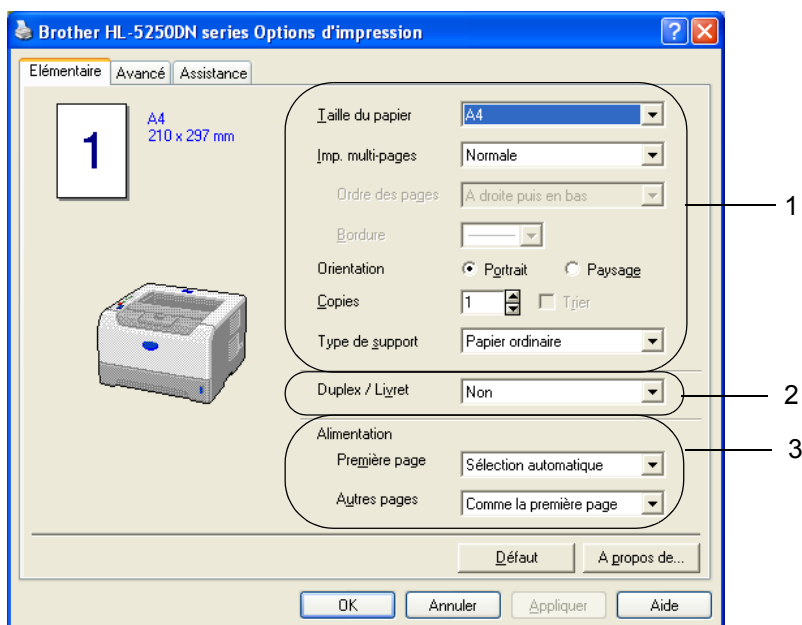 Brother HL-5250DN series Options d'impression
Elémentaire Avancé Assistance
1
A4
210 x 297 mm
Taille du papier A4
Imp. multi-pages Normale
Ordre des pages A droite puis en bas
Bordure
Orientation Portrait Paysage
Copies 1 Trier
Type de support Papier ordinaire
1
Duplex / Livret Non
2
Alimentation
3
Première page Sélection automatique
Autres pages Comme la première page
Défaut A propos de...
OK Annuler Appliquer Aide